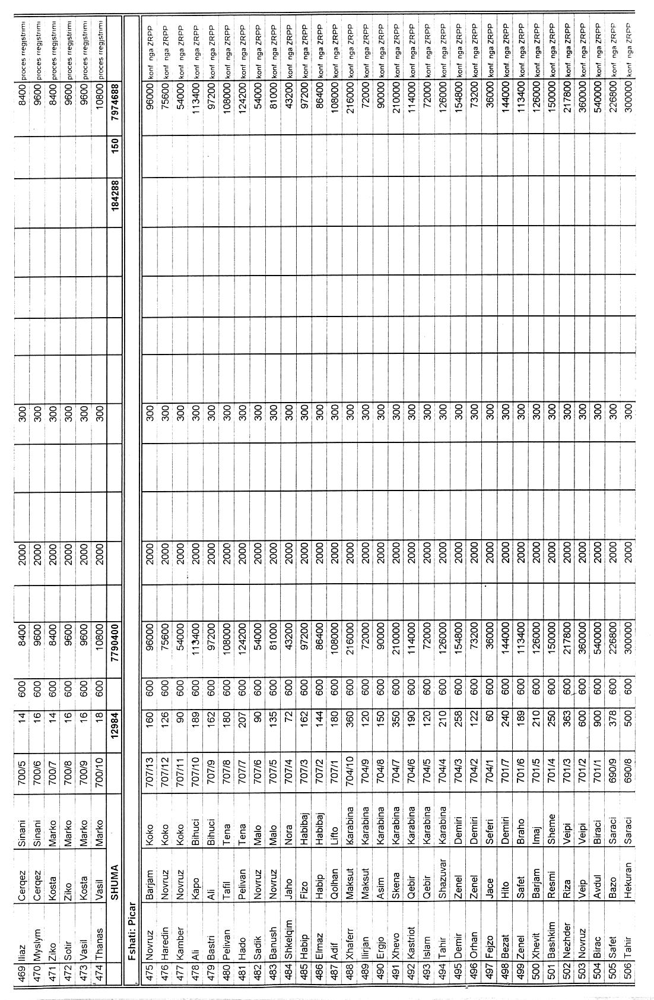 469 Iliaz Cerqez Sinani 700/5 14 600 8400 2000 300 8400 proces rregjstrimi
470 Myslym Cerqez Sinani 700/6 16 600 9600 2000 300 9600 proces rregjstrimi
471 Ziko Kosta Marko 700/7 14 600 8400 2000 300 8400 proces rregjstrimi
472 Sotir Ziko Marko 700/8 16 600 9600 2000 300 9600 proces rregjstrimi
473 Vasil Kosta Marko 700/9 16 600 9600 2000 300 9600 proces rregjstrimi
474 Thanas Vasil Marko 700/10 18 600 10800 2000 300 10800 proces rregjstrimi
SHUMA 12984 7790400 184288 150 7974688
Fshati: Picar
475 Novruz Barjam Koko 707/13 160 600 96000 2000 300 96000 konf nga ZRPP
476 Haredin Novruz Koko 707/12 126 600 75600 2000 300 75600 konf nga ZRPP
477 Kamber Novruz Koko 707/11 90 600 54000 2000 300 54000 konf nga ZRPP
478 Ali Kapo Bihuci 707/10 189 600 113400 2000 300 113400 konf nga ZRPP
479 Bastri Ali Bihuci 707/9 162 600 97200 2000 300 97200 konf nga ZRPP
480 Pelivan Tafil Tena 707/8 180 600 108000 2000 300 108000 konf nga ZRPP
481 Hado Pelivan Tena 707/7 207 600 124200 2000 300 124200 konf nga ZRPP
482 Sadik Novruz Malo 707/6 90 600 54000 2000 300 54000 konf nga ZRPP
483 Banush Novruz Malo 707/5 135 600 81000 2000 300 81000 konf nga ZRPP
484 Shkelqim Jaho Nora 707/4 72 600 43200 2000 300 43200 konf nga ZRPP
485 Habip Fizo Habibaj 707/3 162 600 97200 2000 300 97200 konf nga ZRPP
486 Elmaz Habip Habibaj 707/2 144 600 86400 2000 300 86400 konf nga ZRPP
487 Adif Qolhan Lifto 707/1 180 600 108000 2000 300 108000 konf nga ZRPP
488 Xhaferr Maksut Karabina 704/10 360 600 216000 2000 300 216000 konf nga ZRPP
489 Ilirjan Maksut Karabina 704/9 120 600 72000 2000 300 72000 konf nga ZRPP
490 Ergjo Asim Karabina 704/8 150 600 90000 2000 300 90000 konf nga ZRPP
491 Xhevo Skena Karabina 704/7 350 600 210000 2000 300 210000 konf nga ZRPP
492 Kastriot Qebir Karabina 704/6 190 600 114000 2000 300 114000 konf nga ZRPP
493 Islam Qebir Karabina 704/5 120 600 72000 2000 300 72000 konf nga ZRPP
494 Tahir Shazuvar Karabina 704/4 210 600 126000 2000 300 126000 konf nga ZRPP
495 Demir Zenel Demiri 704/3 258 600 154800 2000 300 154800 konf nga ZRPP
496 Orhan Zenel Demiri 704/2 122 600 73200 2000 300 73200 konf nga ZRPP
497 Fejzo Jace Seferi 704/1 60 600 36000 2000 300 36000 konf nga ZRPP
498 Bezat Hito Demiri 701/7 240 600 144000 2000 300 144000 konf nga ZRPP
499 Zenel Safet Braho 701/6 189 600 113400 2000 300 113400 konf nga ZRPP
500 Xhevit Barjam Imaj 701/5 210 600 126000 2000 300 126000 konf nga ZRPP
501 Bashkim Resmi Sheme 701/4 250 600 150000 2000 300 150000 konf nga ZRPP
502 Nezhder Riza Veipi 701/3 363 600 217800 2000 300 217800 konf nga ZRPP
503 Novruz Veip Veipi 701/2 600 600 360000 2000 300 360000 konf nga ZRPP
504 Birac Avdul Biraci 701/1 900 600 540000 2000 300 540000 konf nga ZRPP
505 Safet Bazo Saraci 690/9 378 600 226800 2000 300 226800 konf nga ZRPP
506 Tahir Hekuran Saraci 690/8 500 600 300000 2000 300 300000 konf nga ZRPP